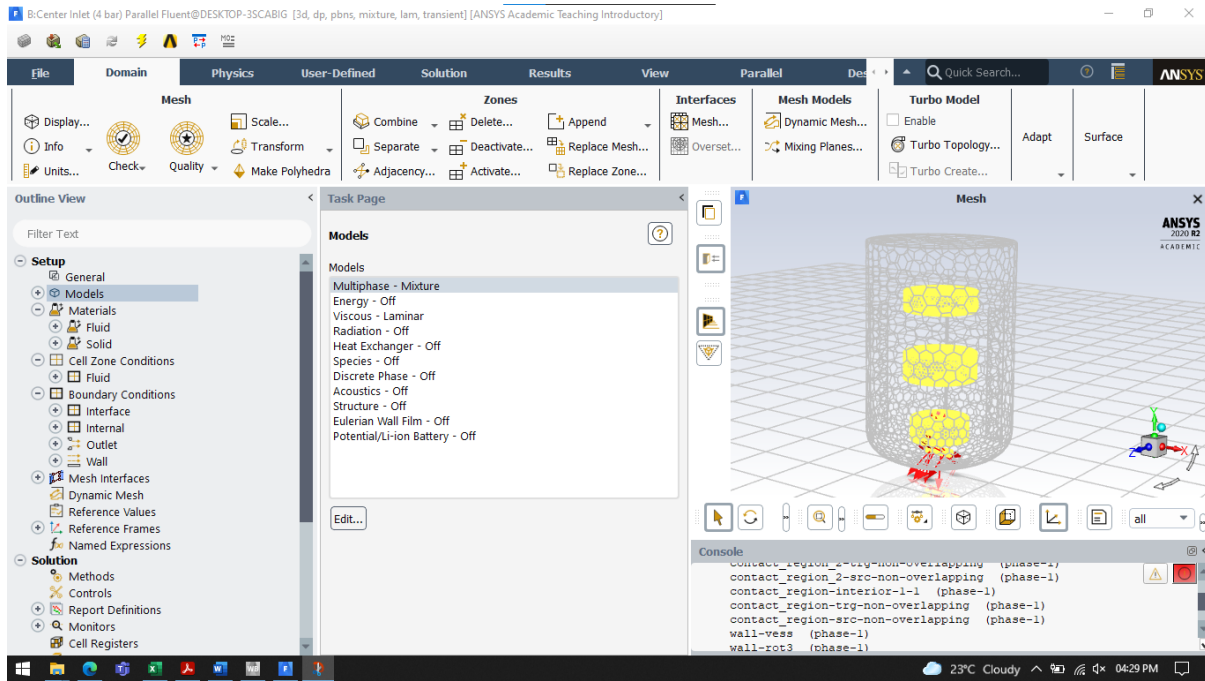 B:Center Inlet (4 bar) Parallel Fluent@DESKTOP-3SCABIG [3d, dp, pbns, mixture, lam, transient] [ANSYS Academic Teaching Introductory]
File Domain Physics User-Defined Solution Results View Parallel Des Quick Search... ANSYS
Mesh Zones Interfaces Mesh Models Turbo Model
Display... Scale... Combine Delete... Append Mesh... Dynamic Mesh... Enable
Info Transform Separate Deactivate... Replace Mesh... Overset... Mixing Planes... Turbo Topology... Adapt Surface
Units... Check Quality Make Polyhedra Adjacency... Activate... Replace Zone... Turbo Create...
Outline View
Filter Text
Setup
General
Models
Materials
Fluid
Solid
Cell Zone Conditions
Fluid
Boundary Conditions
Interface
Internal
Outlet
Wall
Mesh Interfaces
Dynamic Mesh
Reference Values
Reference Frames
Named Expressions
Solution
Methods
Controls
Report Definitions
Monitors
Cell Registers
Task Page
Models
Models
Multiphase - Mixture
Energy - Off
Viscous - Laminar
Radiation - Off
Heat Exchanger - Off
Species - Off
Discrete Phase - Off
Acoustics - Off
Structure - Off
Eulerian Wall Film - Off
Potential/Li-ion Battery - Off
Edit...
Mesh
ANSYS
2020 R2
ACADEMIC
Y
Z
X
all
Console
contact_region_2-trg-non-overlapping (phase-1)
contact_region_2-src-non-overlapping (phase-1)
contact_region-interior-1-1 (phase-1)
contact_region-trg-non-overlapping (phase-1)
contact_region-src-non-overlapping (phase-1)
wall-vess (phase-1)
wall-rot3 (phase-1)
23°C Cloudy 04:29 PM